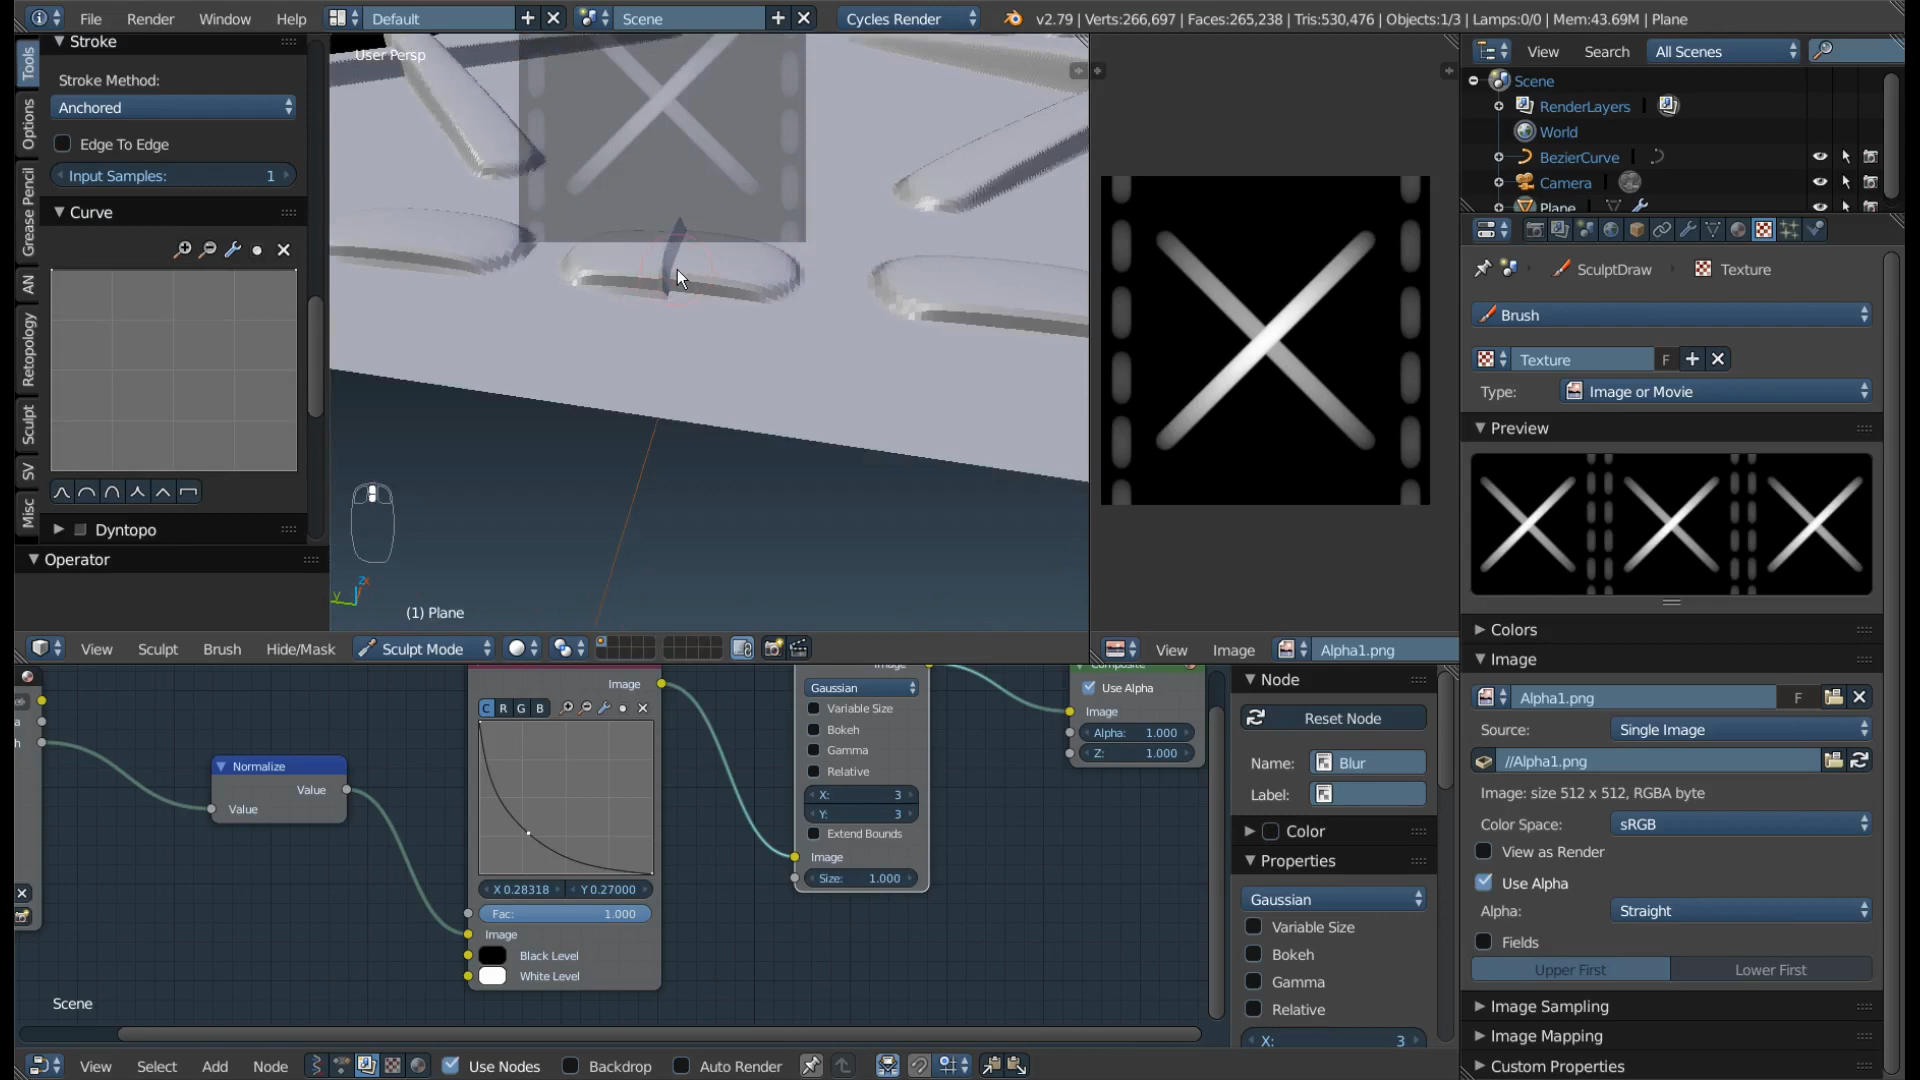 File Render Window Help Default Scene Cycles Render v2.79 | Verts:266,697 | Faces:265,238 | Tris:530,476 | Objects:1/3 | Lamps:0/0 | Mem:43.69M | Plane
Stroke
Stroke Method:
Anchored
Edge To Edge
Input Samples: 1
Curve
Dyntopo
Operator
Tools
Options
Grease Pencil
AN
Retopology
Sculpt
SV
Misc
User Persp
(1) Plane
View Sculpt Brush Hide/Mask Sculpt Mode
View Image Alpha1.png
View Search All Scenes
Scene
RenderLayers
World
BezierCurve
Camera
Plane
SculptDraw Texture
Brush
Texture F
Type: Image or Movie
Preview
Colors
Image
Alpha1.png F
Source: Single Image
//Alpha1.png
Image: size 512 x 512, RGBA byte
Color Space: sRGB
View as Render
Use Alpha
Alpha: Straight
Fields
Upper First Lower First
Image Sampling
Image Mapping
Custom Properties
Normalize
Value
Value
Image
C R G B
X 0.28318 Y 0.27000
Fac: 1.000
Image
Black Level
White Level
Image
Gaussian
Variable Size
Bokeh
Gamma
Relative
X: 3
Y: 3
Extend Bounds
Image
Size: 1.000
Composite
Use Alpha
Image
Alpha: 1.000
Z: 1.000
Node
Reset Node
Name: Blur
Label:
Color
Properties
Gaussian
Variable Size
Bokeh
Gamma
Relative
X: 3
Scene
View Select Add Node Use Nodes Backdrop Auto Render